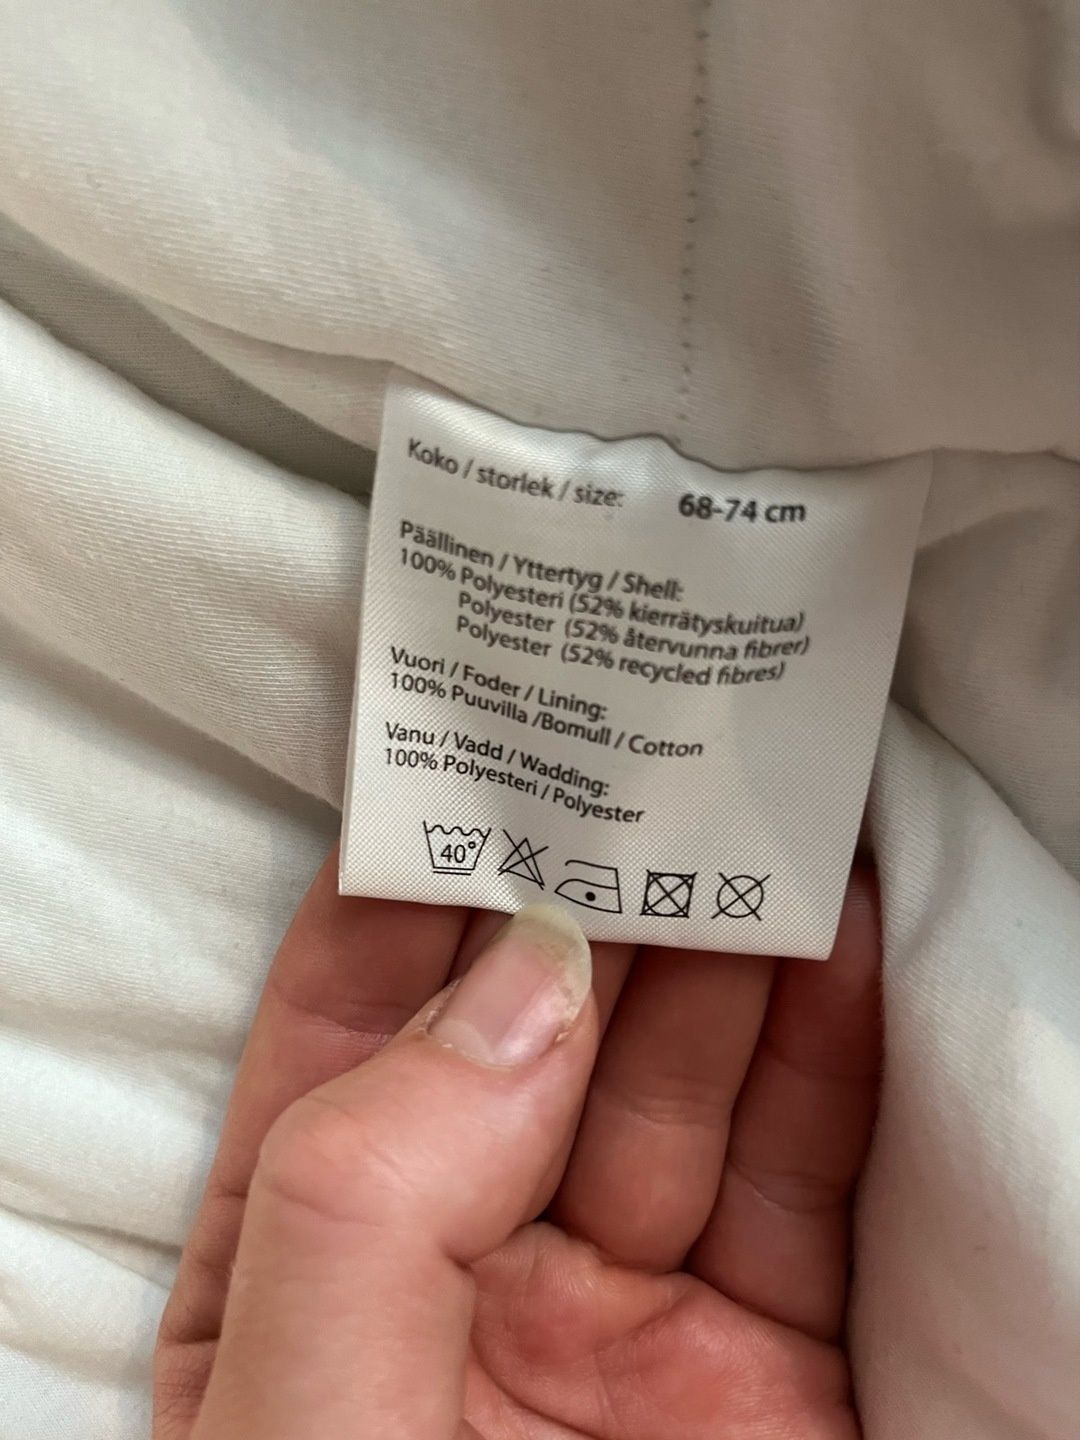 Koko / storlek / size: 68-74 cm
Päällinen / Yttertyg / Shell:
100% Polyesteri (52% kierrätyskuitua)
Polyester (52% återvunna fibrer)
Polyester (52% recycled fibres)
Vuori / Foder / Lining:
100% Puuvilla /Bomull / Cotton
Vanu / Vadd / Wadding:
100% Polyesteri / Polyester
40°